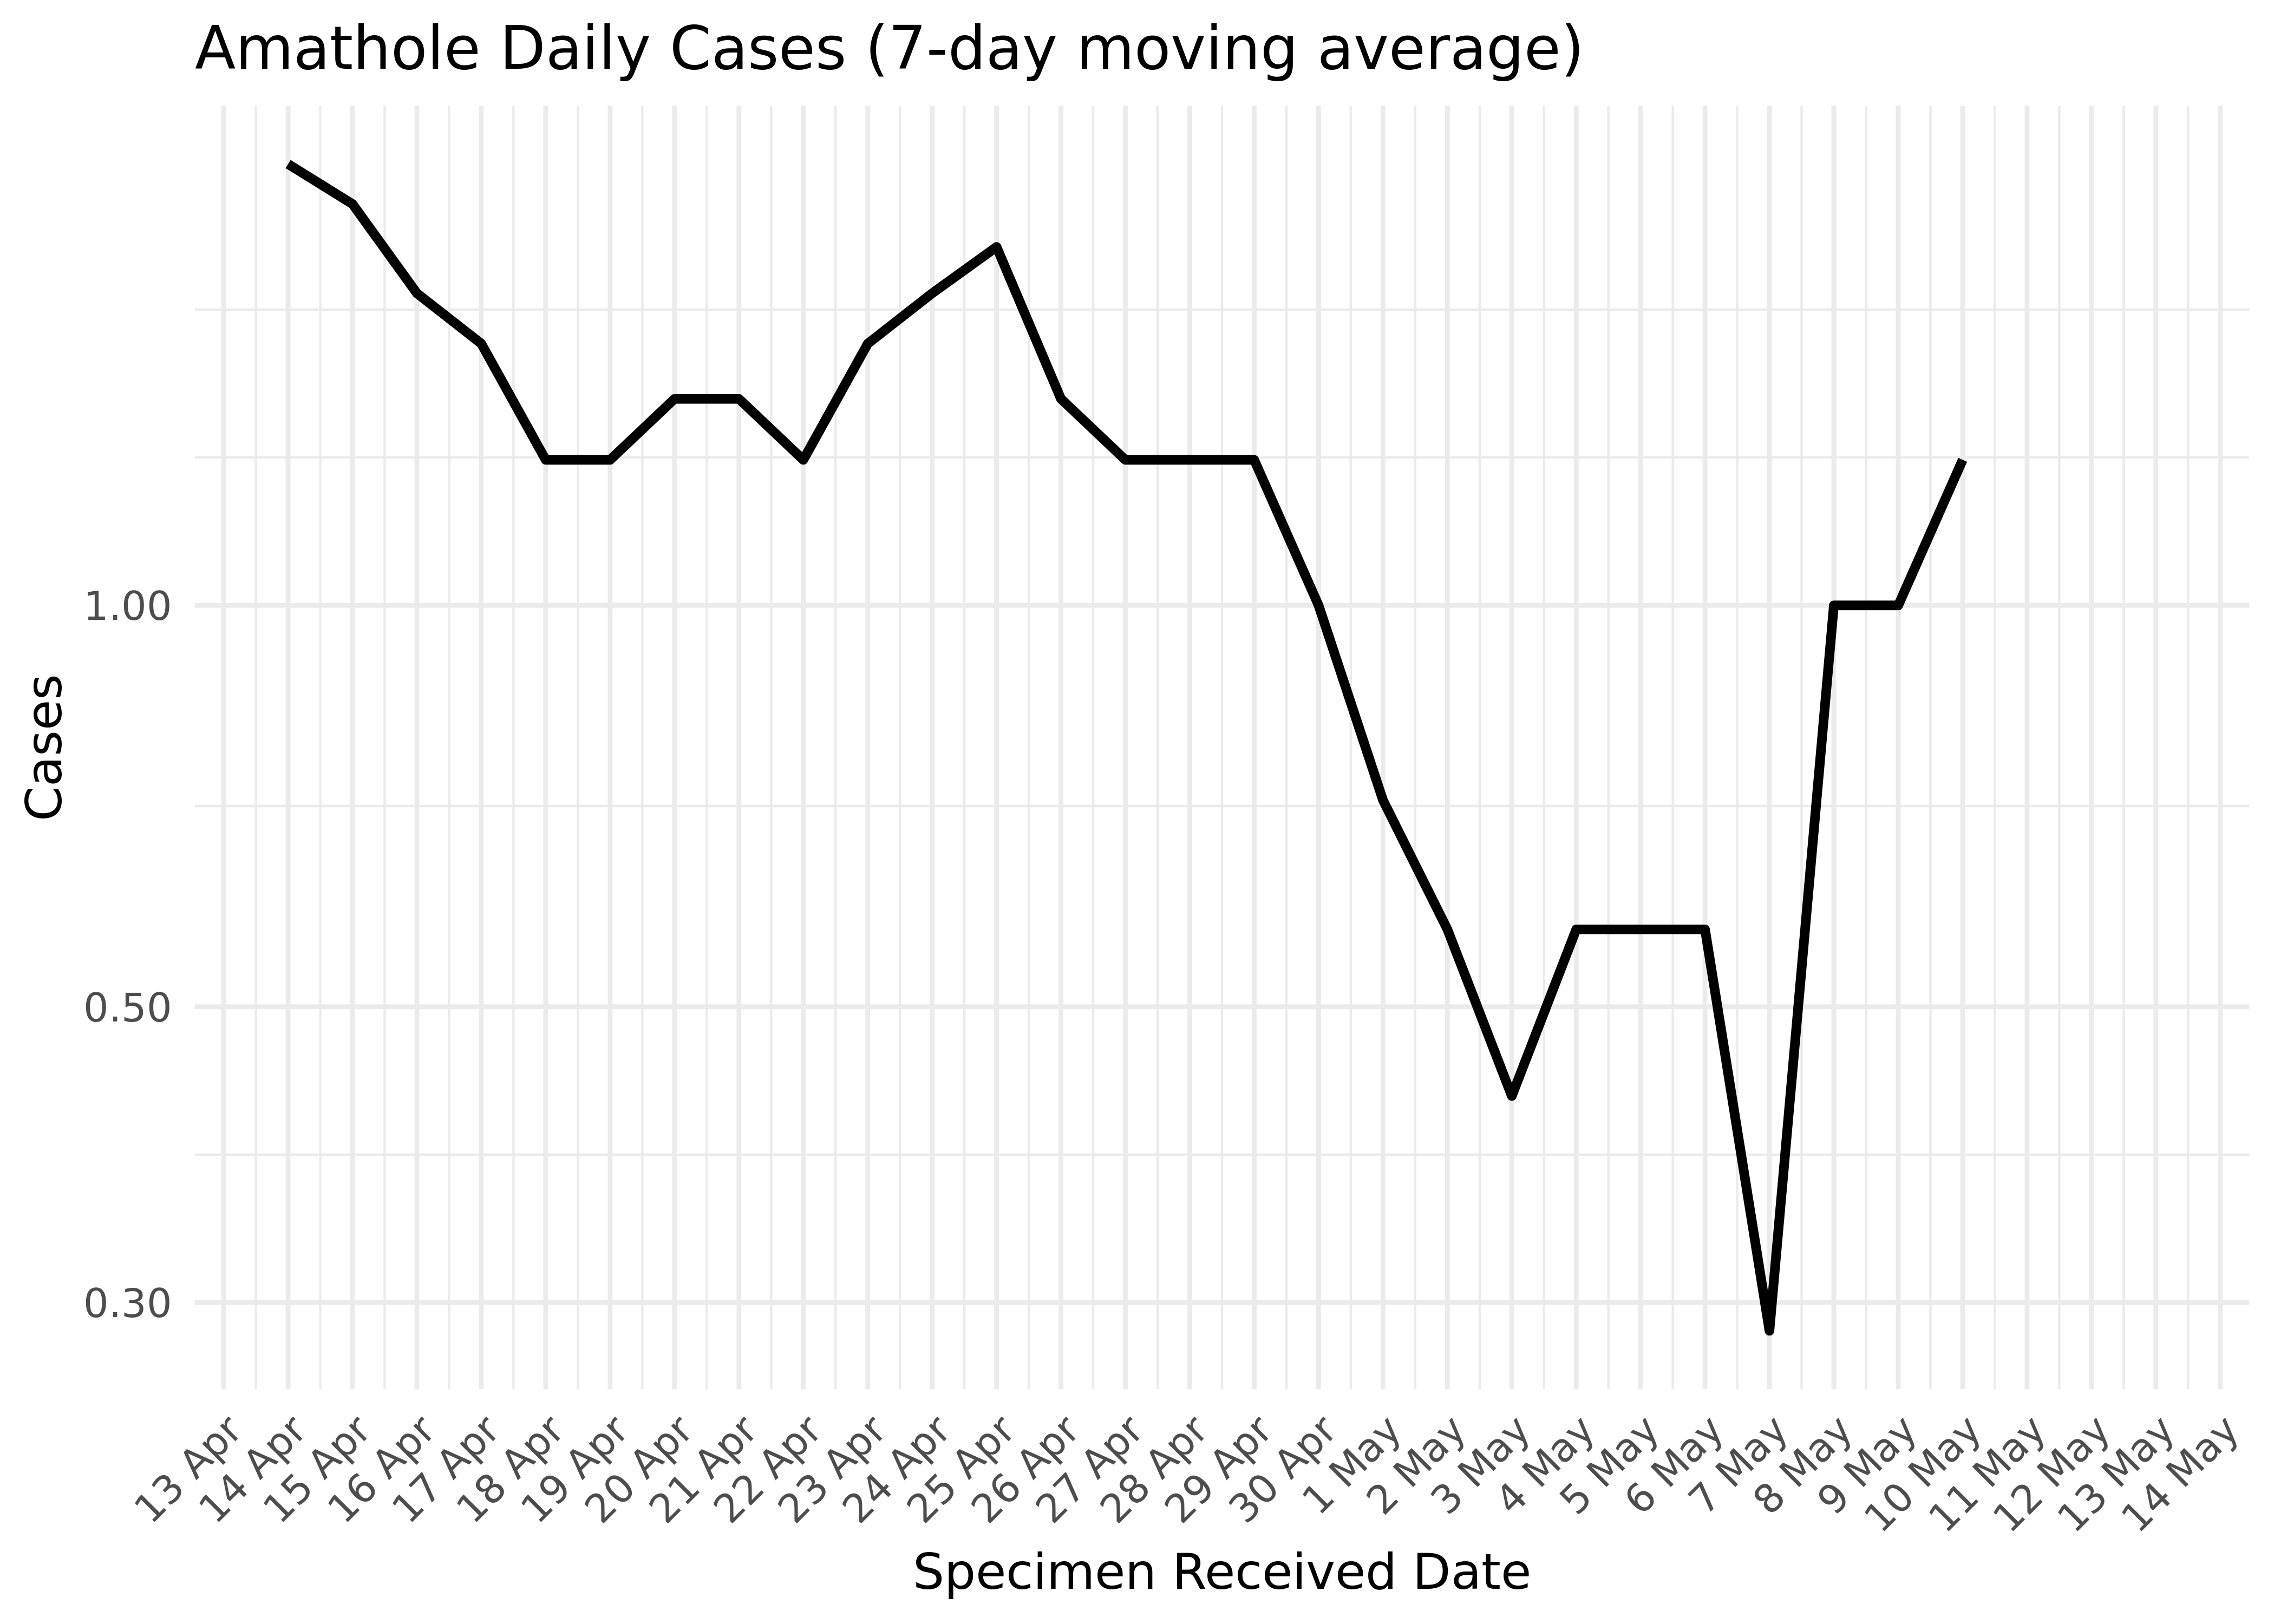 Amathole Daily Cases (7-day moving average)
Cases
1.00
0.50
0.30
13 Apr
14 Apr
15 Apr
16 Apr
17 Apr
18 Apr
19 Apr
20 Apr
21 Apr
22 Apr
23 Apr
24 Apr
25 Apr
26 Apr
27 Apr
28 Apr
29 Apr
30 Apr
1 May
2 May
3 May
4 May
5 May
6 May
7 May
8 May
9 May
10 May
11 May
12 May
13 May
14 May
Specimen Received Date